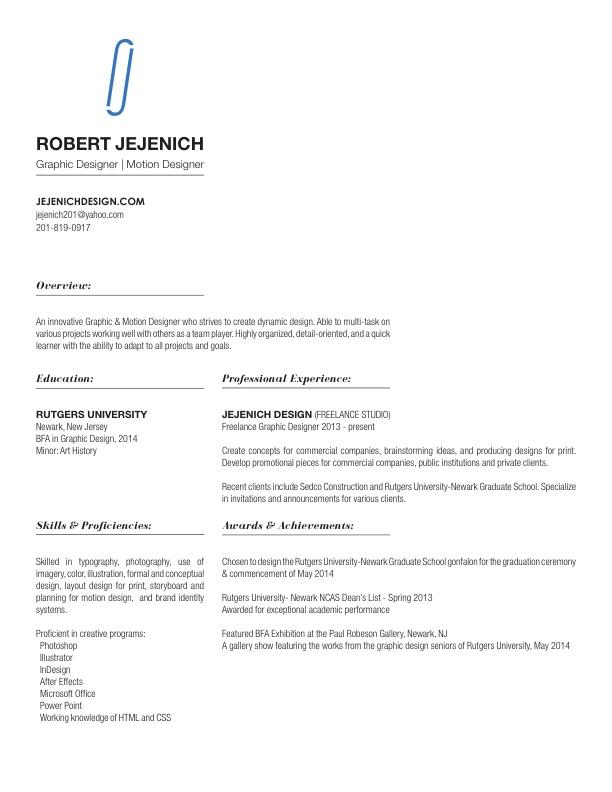 ROBERT JEJENICH
Graphic Designer | Motion Designer
JEJENICHDESIGN.COM
jejenich201@yahoo.com
201-819-0917
Overview:
An innovative Graphic & Motion Designer who strives to create dynamic design. Able to multi-task on
various projects working well with others as a team player. Highly organized, detail-oriented, and a quick
learner with the ability to adapt to all projects and goals.
Education:
RUTGERS UNIVERSITY
Newark, New Jersey
BFA in Graphic Design, 2014
Minor: Art History
Professional Experience:
JEJENICH DESIGN (FREELANCE STUDIO)
Freelance Graphic Designer 2013 - present
Create concepts for commercial companies, brainstorming ideas, and producing designs for print.
Develop promotional pieces for commercial companies, public institutions and private clients.
Recent clients include Sedco Construction and Rutgers University-Newark Graduate School. Specialize
in invitations and announcements for various clients.
Skills & Proficiencies:
Skilled in typography, photography, use of
imagery, color, illustration, formal and conceptual
design, layout design for print, storyboard and
planning for motion design, and brand identity
systems.
Proficient in creative programs:
Photoshop
Illustrator
InDesign
After Effects
Microsoft Office
Power Point
Working knowledge of HTML and CSS
Awards & Achievements:
Chosen to design the Rutgers University-Newark Graduate School gonfalon for the graduation ceremony
& commencement of May 2014
Rutgers University- Newark NCAS Dean's List - Spring 2013
Awarded for exceptional academic performance
Featured BFA Exhibition at the Paul Robeson Gallery, Newark, NJ
A gallery show featuring the works from the graphic design seniors of Rutgers University, May 2014